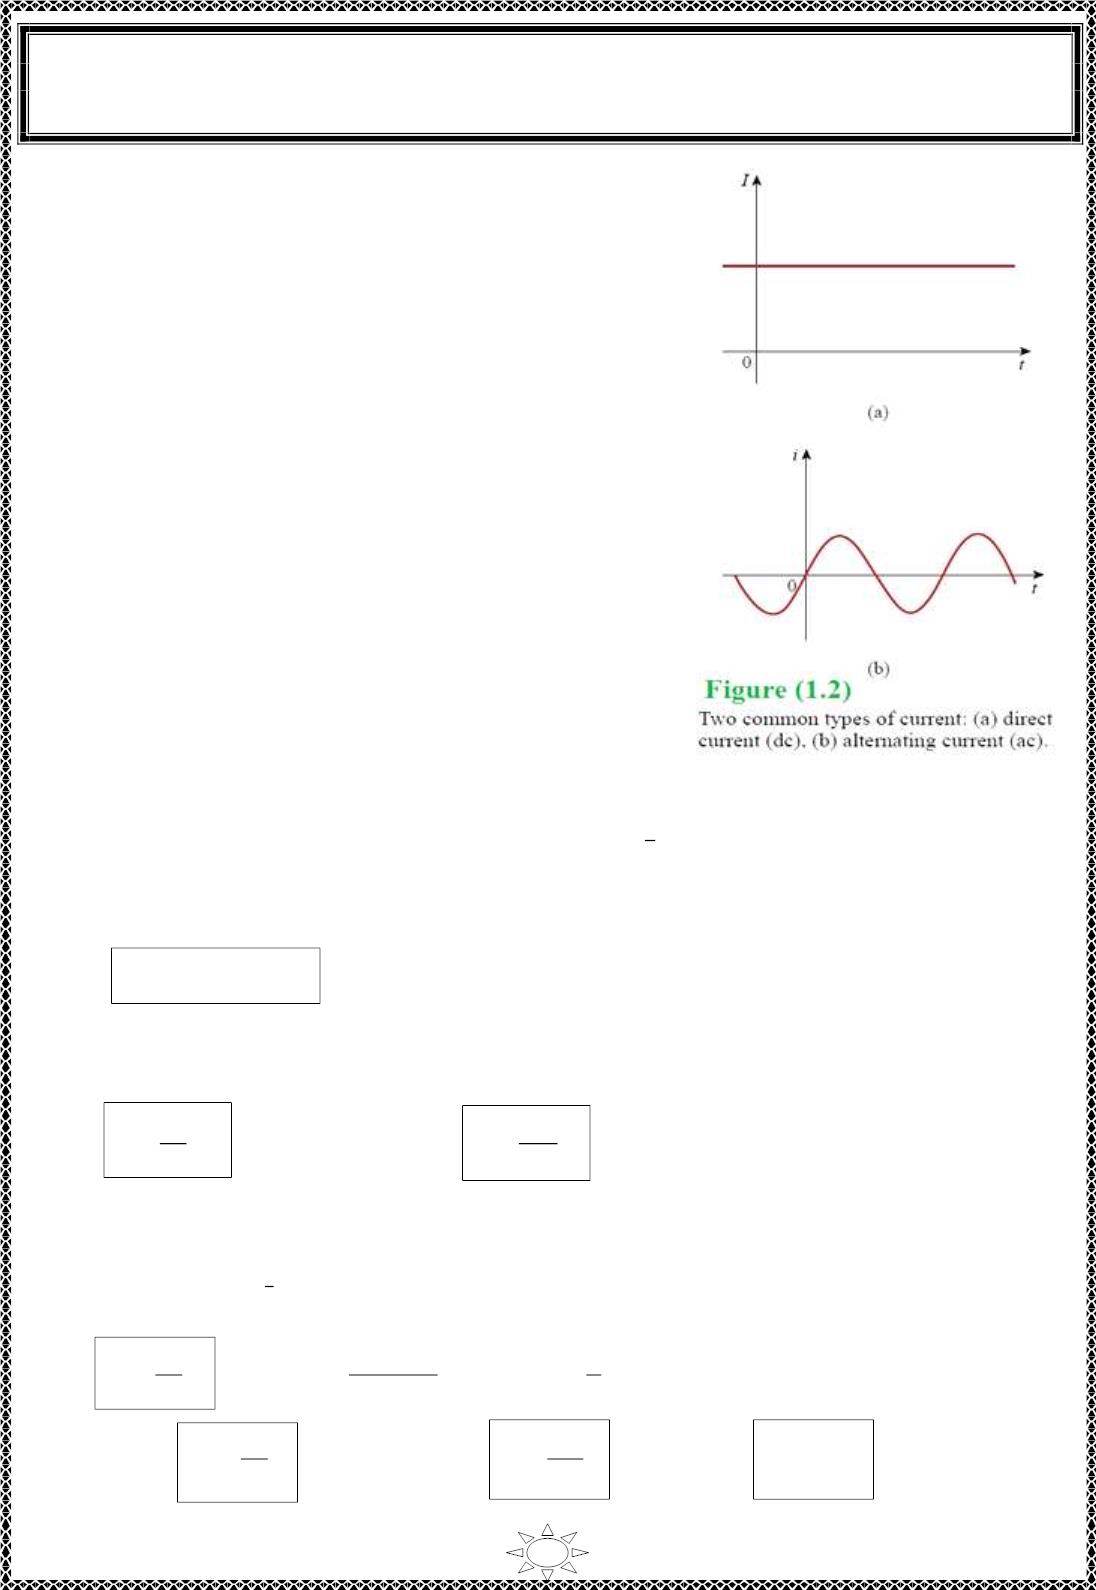 I
0
t
(a)
i
0
t
(b)
Figure (1.2)
Two common types of current: (a) direct
current (dc), (b) alternating current (ac).